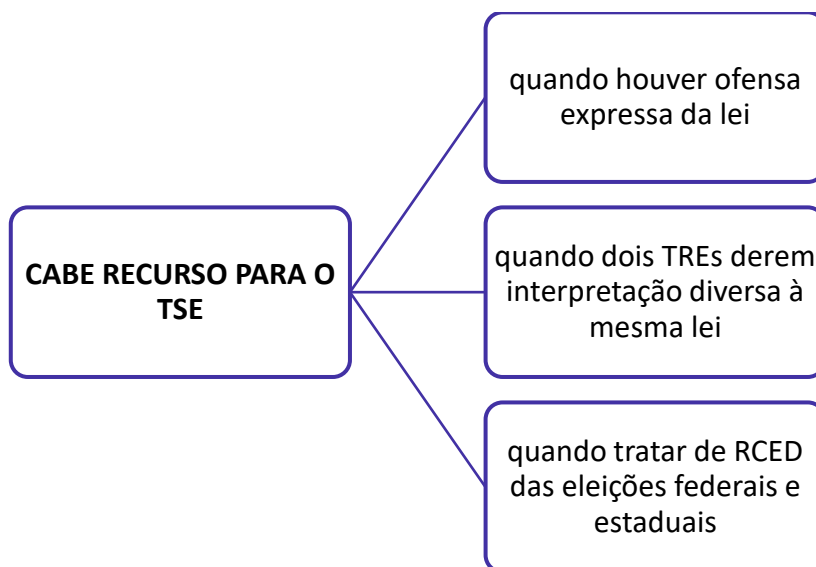 CABE RECURSO PARA O
TSE
quando houver ofensa
expressa da lei
quando dois TREs derem
interpretação diversa à
mesma lei
quando tratar de RCED
das eleições federais e
estaduais